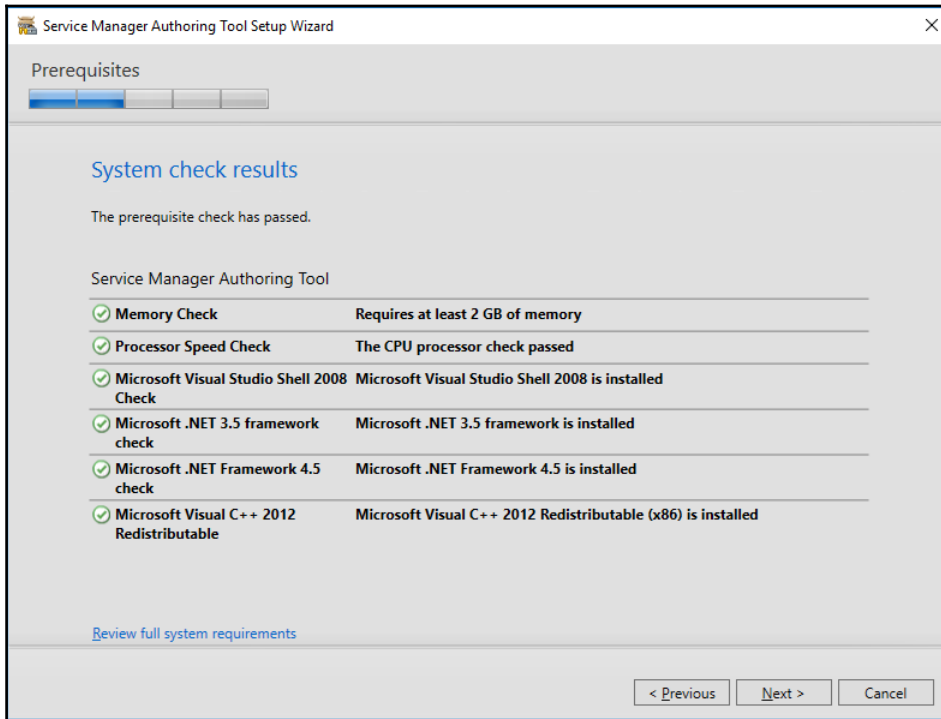 Service Manager Authoring Tool Setup Wizard
Prerequisites
System check results
The prerequisite check has passed.
Service Manager Authoring Tool
Memory Check Requires at least 2 GB of memory
Processor Speed Check The CPU processor check passed
Microsoft Visual Studio Shell 2008 Microsoft Visual Studio Shell 2008 is installed
Check
Microsoft .NET 3.5 framework Microsoft .NET 3.5 framework is installed
check
Microsoft .NET Framework 4.5 Microsoft .NET Framework 4.5 is installed
check
Microsoft Visual C++ 2012 Microsoft Visual C++ 2012 Redistributable (x86) is installed
Redistributable
Review full system requirements
< Previous Next > Cancel